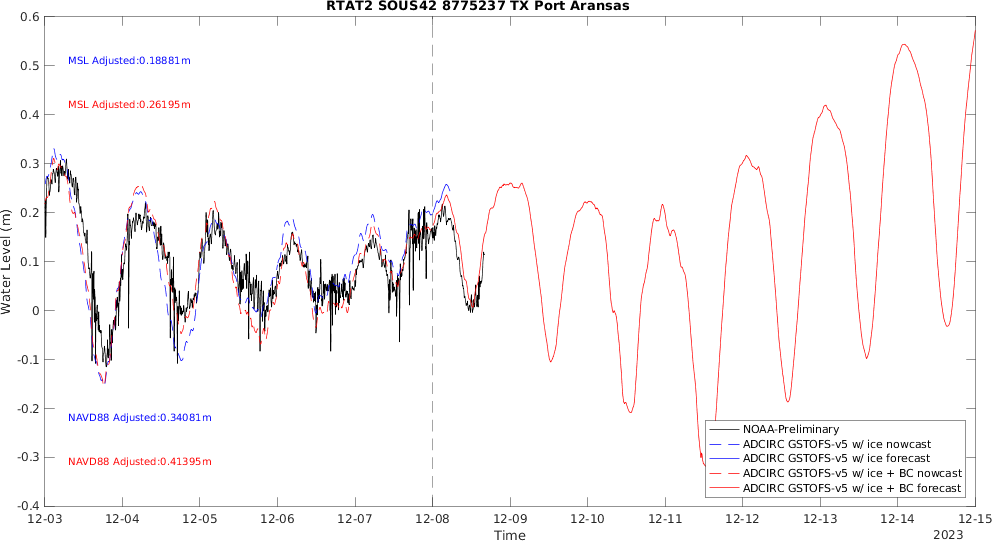 RTAT2 SOUS42 8775237 TX Port Aransas
0.6
0.5
0.4
0.3
0.2
0.1
0
-0.1
-0.2
-0.3
-0.4
Water Level (m)
MSL Adjusted:0.18881m
MSL Adjusted:0.26195m
NAVD88 Adjusted:0.34081m
NAVD88 Adjusted:0.41395m
NOAA-Preliminary
ADCIRC GSTOFS-v5 w/ ice nowcast
ADCIRC GSTOFS-v5 w/ ice forecast
ADCIRC GSTOFS-v5 w/ ice + BC nowcast
ADCIRC GSTOFS-v5 w/ ice + BC forecast
12-03 12-04 12-05 12-06 12-07 12-08 12-09 12-10 12-11 12-12 12-13 12-14 12-15
Time
2023